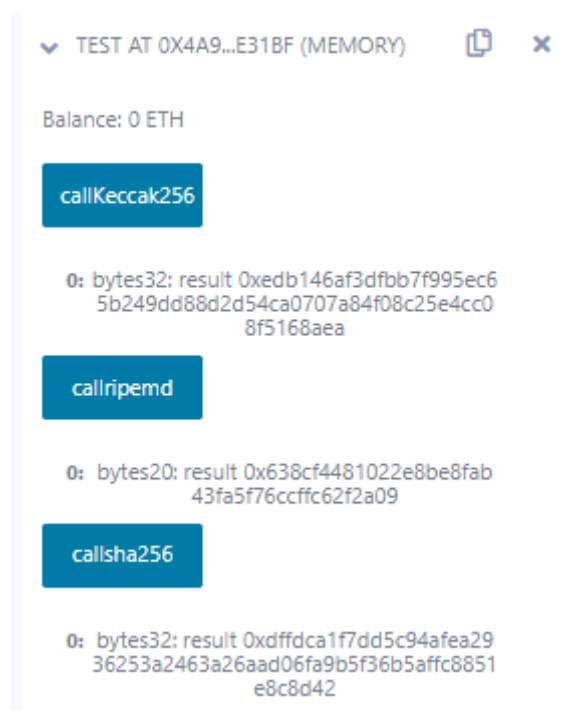 TEST AT 0X4A9...E31BF (MEMORY)
Balance: 0 ETH
callKeccak256
0: bytes32: result 0xedb146af3dfbb7f995ec6
5b249dd88d2d54ca0707a84f08c25e4cc0
8f5168aea
callripemd
0: bytes20: result 0x638cf4481022e8be8fab
43fa5f76ccffc62f2a09
callsha256
0: bytes32: result 0xdffdca1f7dd5c94afea29
36253a2463a26aad06fa9b5f36b5affc8851
e8c8d42